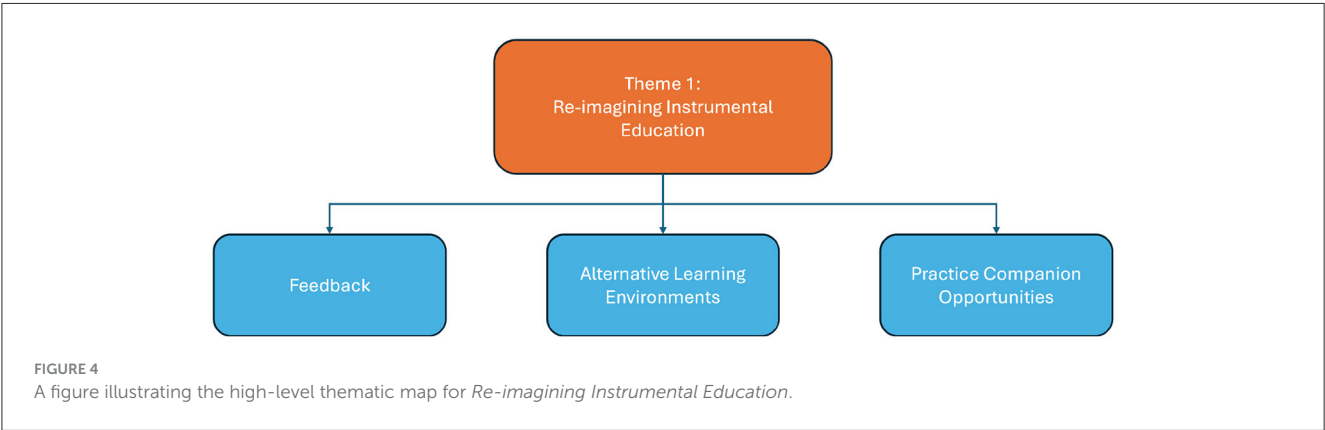 Theme 1:
Re-imagining Instrumental
Education
Feedback
Alternative Learning
Environments
Practice Companion
Opportunities
FIGURE 4
A figure illustrating the high-level thematic map for Re-imagining Instrumental Education.